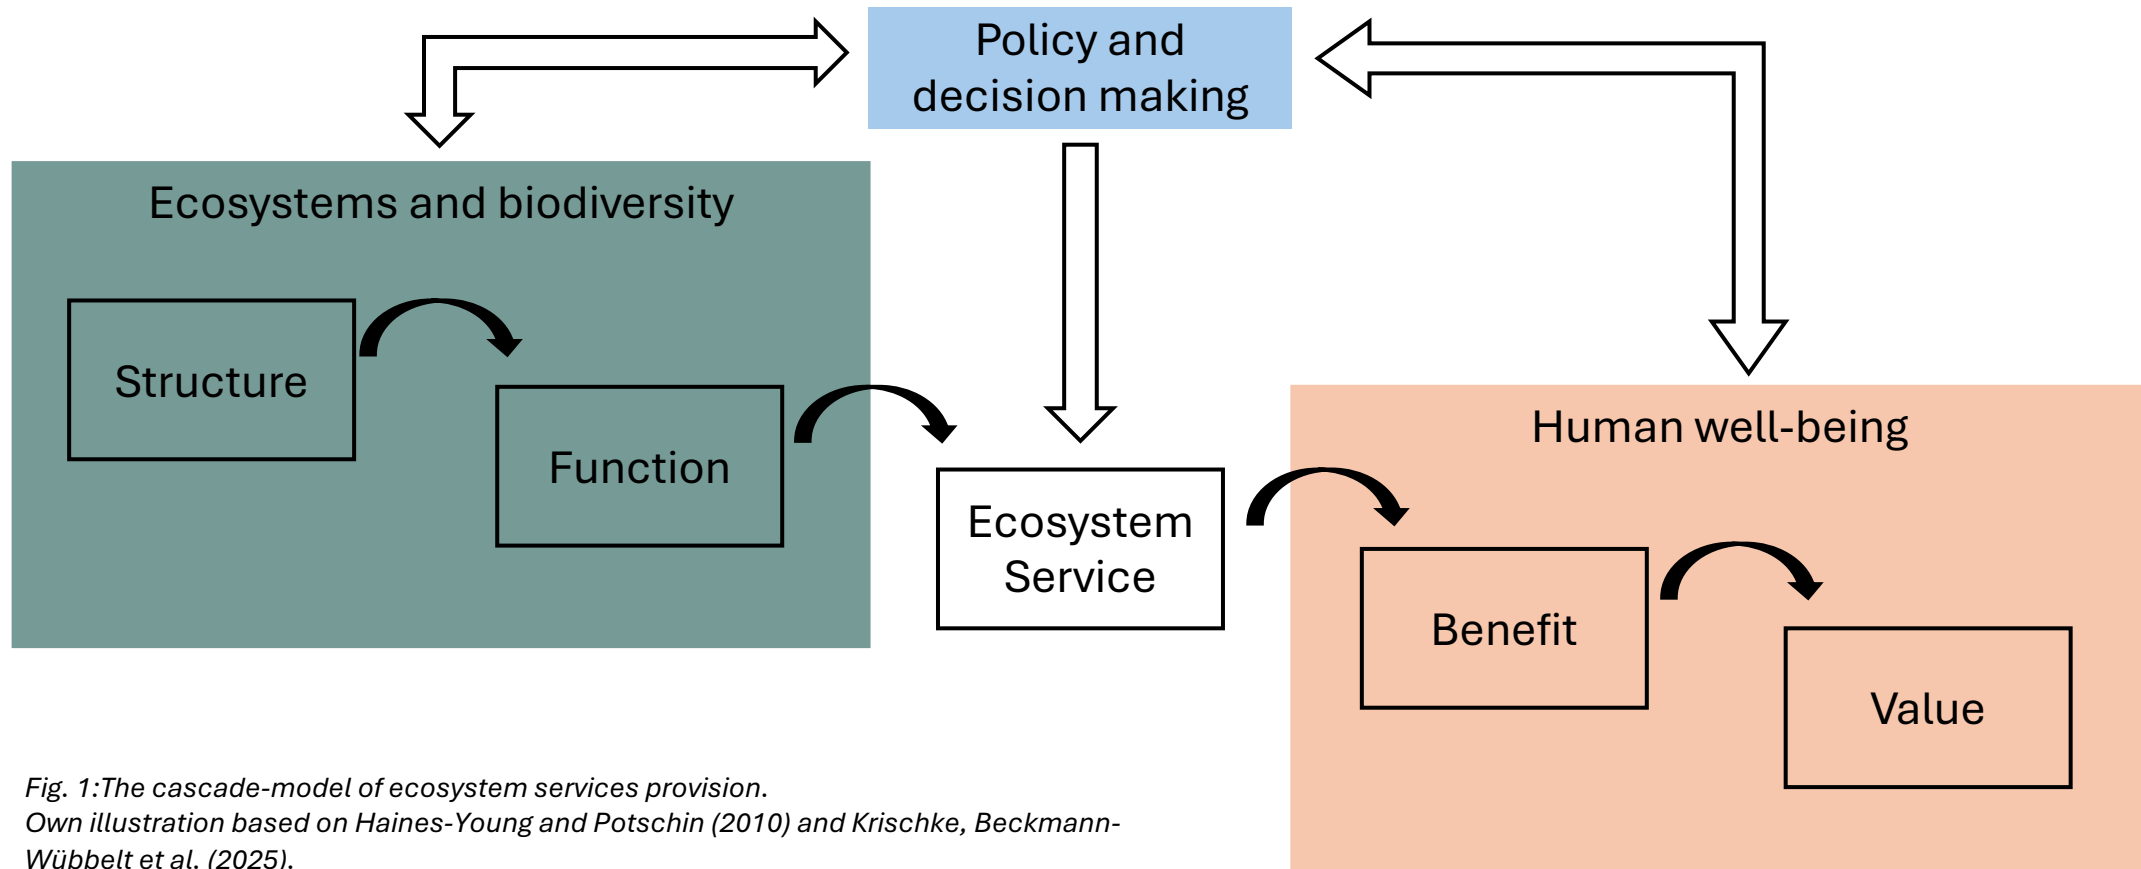 Policy and
decision making
Ecosystems and biodiversity
Structure
Function
Ecosystem
Service
Human well-being
Benefit
Value
Fig. 1:The cascade-model of ecosystem services provision.
Own illustration based on Haines-Young and Potschin (2010) and Krischke, Beckmann-
Wübbelt et al. (2025).